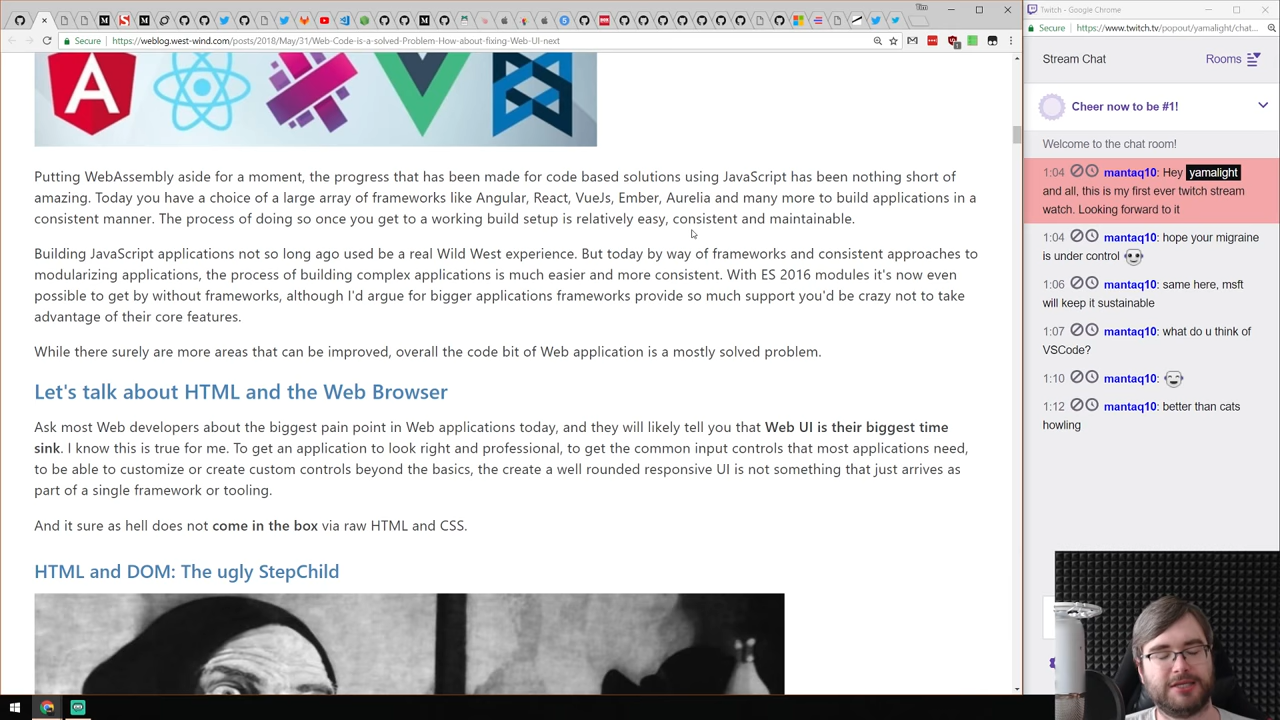 Tim
Secure
https://weblog.west-wind.com/posts/2018/May/31/Web-Code-is-a-solved-Problem-How-about-fixing-Web-UI-next
Putting WebAssembly aside for a moment, the progress that has been made for code based solutions using JavaScript has been nothing short of
amazing. Today you have a choice of a large array of frameworks like Angular, React, VueJs, Ember, Aurelia and many more to build applications in a
consistent manner. The process of doing so once you get to a working build setup is relatively easy, consistent and maintainable.
Building JavaScript applications not so long ago used be a real Wild West experience. But today by way of frameworks and consistent approaches to
modularizing applications, the process of building complex applications is much easier and more consistent. With ES 2016 modules it's now even
possible to get by without frameworks, although I'd argue for bigger applications frameworks provide so much support you'd be crazy not to take
advantage of their core features.
While there surely are more areas that can be improved, overall the code bit of Web application is a mostly solved problem.
Let's talk about HTML and the Web Browser
Ask most Web developers about the biggest pain point in Web applications today, and they will likely tell you that Web UI is their biggest time
sink. I know this is true for me. To get an application to look right and professional, to get the common input controls that most applications need,
to be able to customize or create custom controls beyond the basics, the create a well rounded responsive UI is not something that just arrives as
part of a single framework or tooling.
And it sure as hell does not come in the box via raw HTML and CSS.
HTML and DOM: The ugly StepChild
Twitch - Google Chrome
Secure
https://www.twitch.tv/popout/yamalight/chat...
Stream Chat
Rooms
Cheer now to be #1!
Welcome to the chat room!
1:04 mantaq10: Hey yamalight
and all, this is my first ever twitch stream
watch. Looking forward to it
1:04 mantaq10: hope your migraine
is under control
1:06 mantaq10: same here, msft
will keep it sustainable
1:07 mantaq10: what do u think of
VSCode?
1:10 mantaq10:
1:12 mantaq10: better than cats
howling